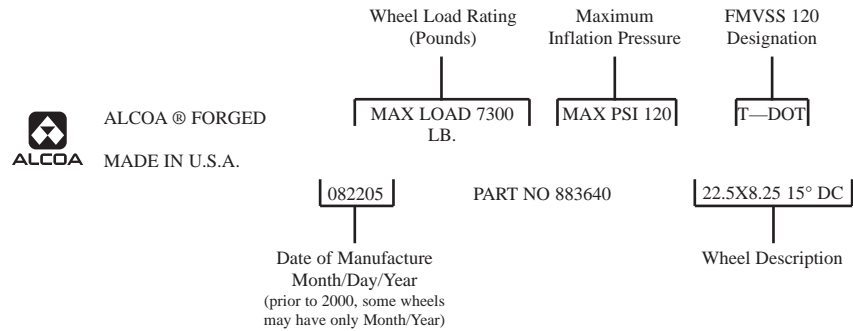 Wheel Load Rating
(Pounds)
Maximum
Inflation Pressure
FMVSS 120
Designation
ALCOA
ALCOA ® FORGED
MADE IN U.S.A.
MAX LOAD 7300
LB.
MAX PSI 120
T—DOT
082205
PART NO 883640
22.5X8.25 15° DC
Date of Manufacture
Month/Day/Year
(prior to 2000, some wheels
may have only Month/Year)
Wheel Description